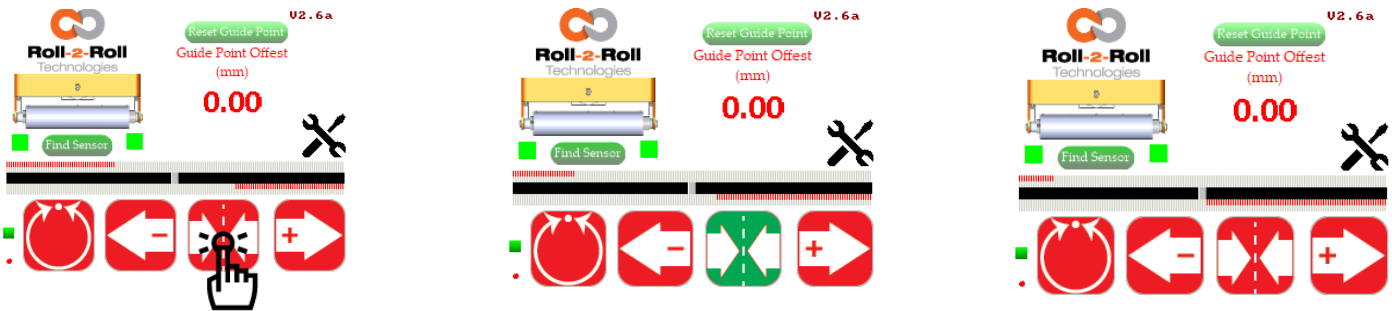 V2.6a
Reset Guide Point
Roll-2-Roll
Technologies
Guide Point Offest
(mm)
0.00
Find Sensor
−
+
V2.6a
Reset Guide Point
Roll-2-Roll
Technologies
Guide Point Offest
(mm)
0.00
Find Sensor
−
+
V2.6a
Reset Guide Point
Roll-2-Roll
Technologies
Guide Point Offest
(mm)
0.00
Find Sensor
−
+